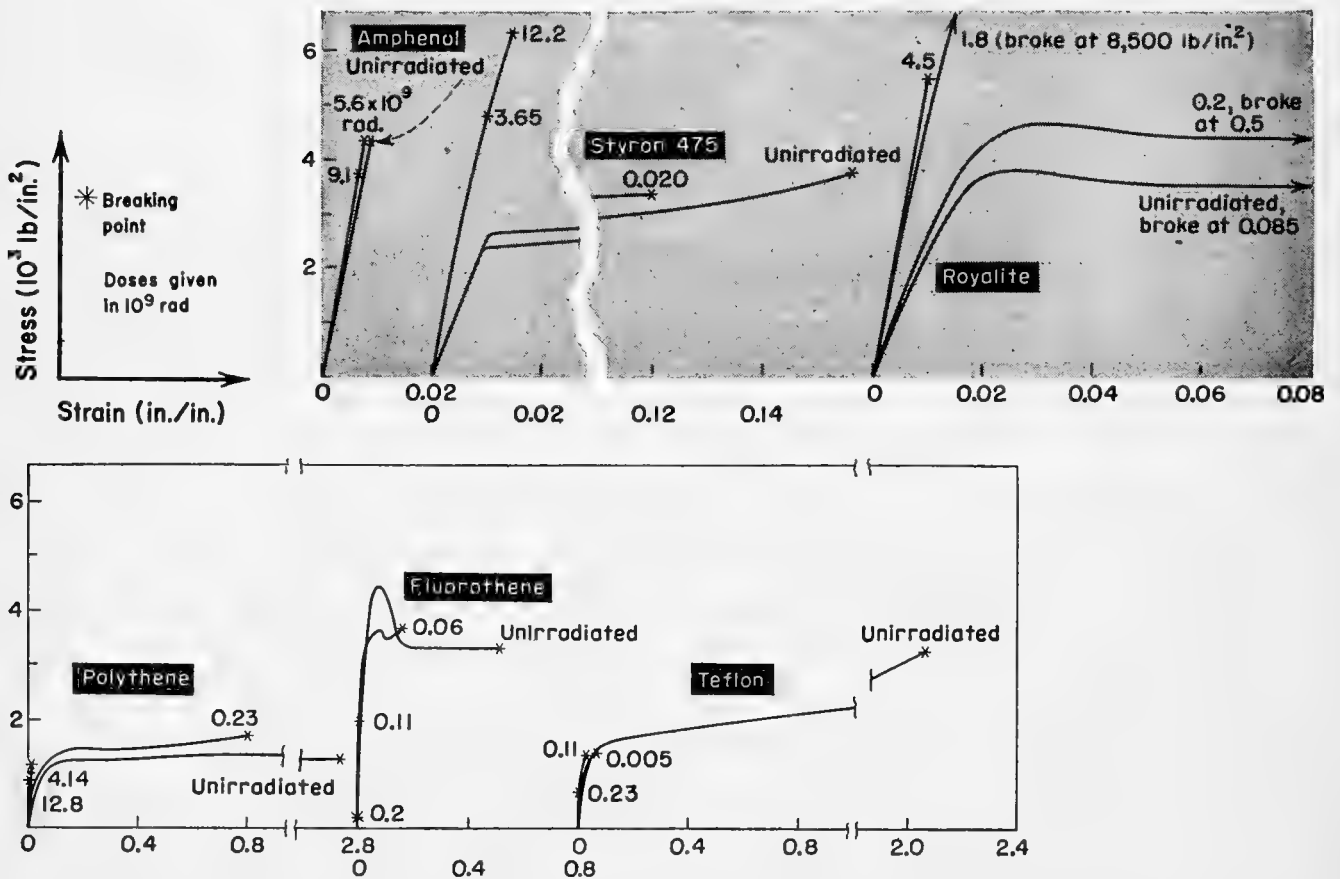 Stress (10³ lb/in.²)
Strain (in./in.)
Breaking
point
Doses given
in 10⁹ rad
6
4
2
Amphenol
Unirradiated
5.6x10⁹
rad.
9.1
12.2
3.65
Styron 475
0.020
Unirradiated
4.5
1.8 (broke at 8,500 lb/in.²)
0.2, broke
at 0.5
Unirradiated,
broke at 0.085
Royalite
0 0.02 0.02 0.12 0.14 0 0.02 0.04 0.06 0.08
0
6
4
2
Polythene
0.23
4.14
12.8
Unirradiated
Fluorothene
0.06
Unirradiated
0.11
0.2
Teflon
Unirradiated
0.11
0.005
0.23
0 0.4 0.8 2.8 0.4 0 0.4 0.8 2.0 2.4
0 0.8